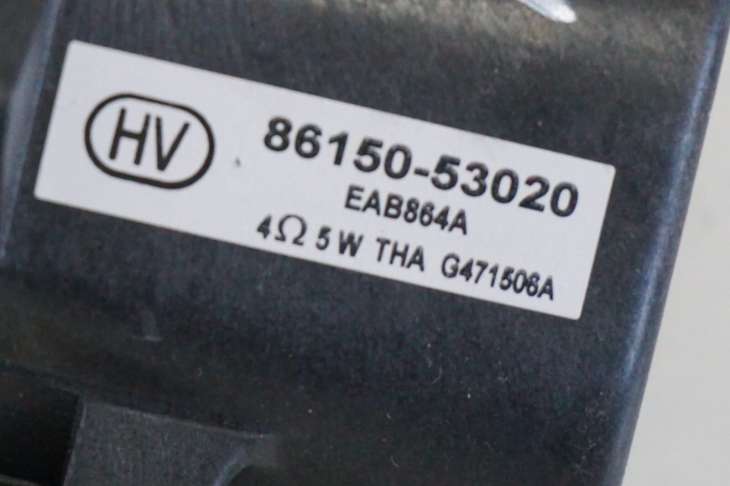 HV
86150-53020
EAB864A
4Ω 5W THA G471506A